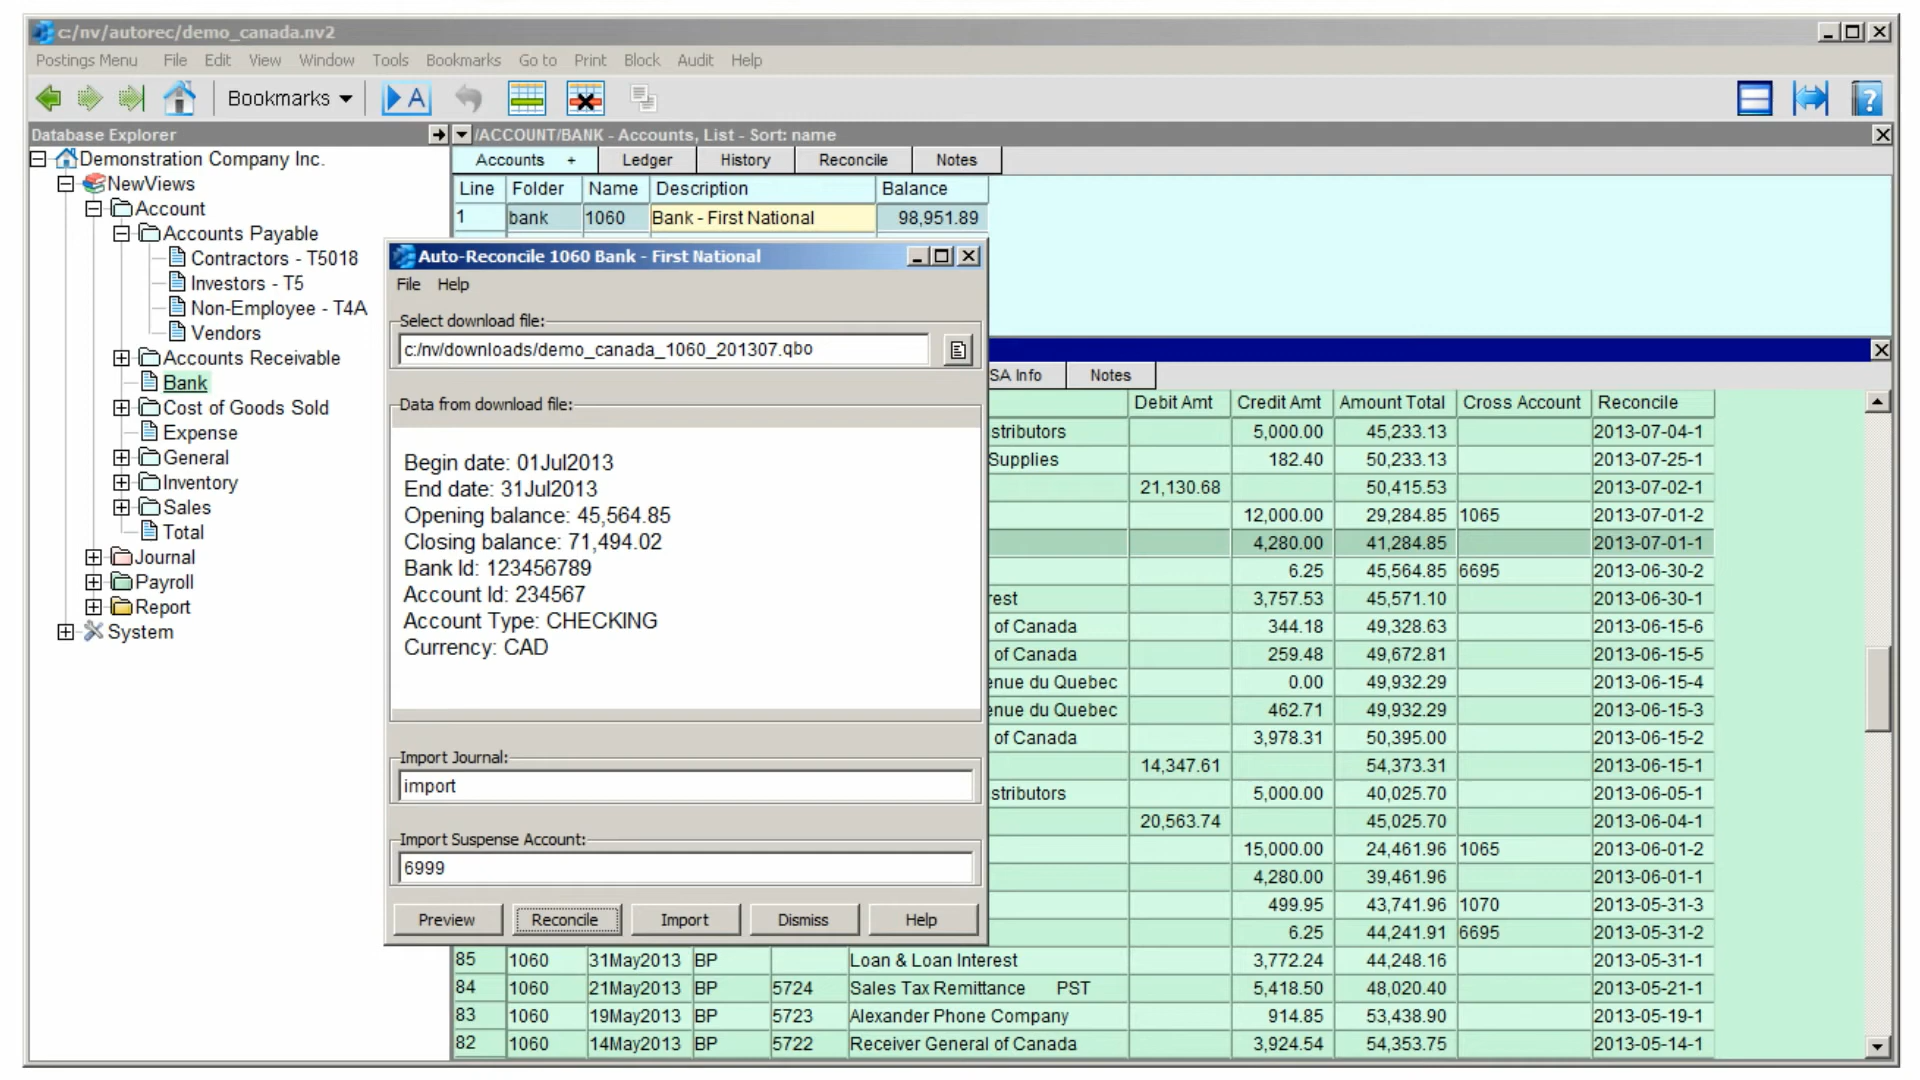 c:/nv/autorec/demo_canada.nv2
Postings Menu File Edit View Window Tools Bookmarks Go to Print Block Audit Help
Bookmarks A ?
Database Explorer
Demonstration Company Inc.
NewViews
Account
Accounts Payable
Contractors - T5018
Investors - T5
Non-Employee - T4A
Vendors
Accounts Receivable
Bank
Cost of Goods Sold
Expense
General
Inventory
Sales
Total
Journal
Payroll
Report
System
/ACCOUNT/BANK - Accounts, List - Sort: name
Accounts + Ledger History Reconcile Notes
Line Folder Name Description Balance
1 bank 1060 Bank - First National 98,951.89
Auto-Reconcile 1060 Bank - First National
File Help
Select download file:
c:/nv/downloads/demo_canada_1060_201307.qbo
Data from download file:
Begin date: 01Jul2013
End date: 31Jul2013
Opening balance: 45,564.85
Closing balance: 71,494.02
Bank Id: 123456789
Account Id: 234567
Account Type: CHECKING
Currency: CAD
Import Journal:
import
Import Suspense Account:
6999
Preview Reconcile Import Dismiss Help
SA Info Notes
Debit Amt Credit Amt Amount Total Cross Account Reconcile
stributors 5,000.00 45,233.13 2013-07-04-1
Supplies 182.40 50,233.13 2013-07-25-1
21,130.68 50,415.53 2013-07-02-1
12,000.00 29,284.85 1065 2013-07-01-2
4,280.00 41,284.85 2013-07-01-1
6.25 45,564.85 6695 2013-06-30-2
rest 3,757.53 45,571.10 2013-06-30-1
of Canada 344.18 49,328.63 2013-06-15-6
of Canada 259.48 49,672.81 2013-06-15-5
enue du Quebec 0.00 49,932.29 2013-06-15-4
enue du Quebec 462.71 49,932.29 2013-06-15-3
of Canada 3,978.31 50,395.00 2013-06-15-2
14,347.61 54,373.31 2013-06-15-1
stributors 5,000.00 40,025.70 2013-06-05-1
20,563.74 45,025.70 2013-06-04-1
15,000.00 24,461.96 1065 2013-06-01-2
4,280.00 39,461.96 2013-06-01-1
499.95 43,741.96 1070 2013-05-31-3
6.25 44,241.91 6695 2013-05-31-2
85 1060 31May2013 BP Loan & Loan Interest 3,772.24 44,248.16 2013-05-31-1
84 1060 21May2013 BP 5724 Sales Tax Remittance PST 5,418.50 48,020.40 2013-05-21-1
83 1060 19May2013 BP 5723 Alexander Phone Company 914.85 53,438.90 2013-05-19-1
82 1060 14May2013 BP 5722 Receiver General of Canada 3,924.54 54,353.75 2013-05-14-1